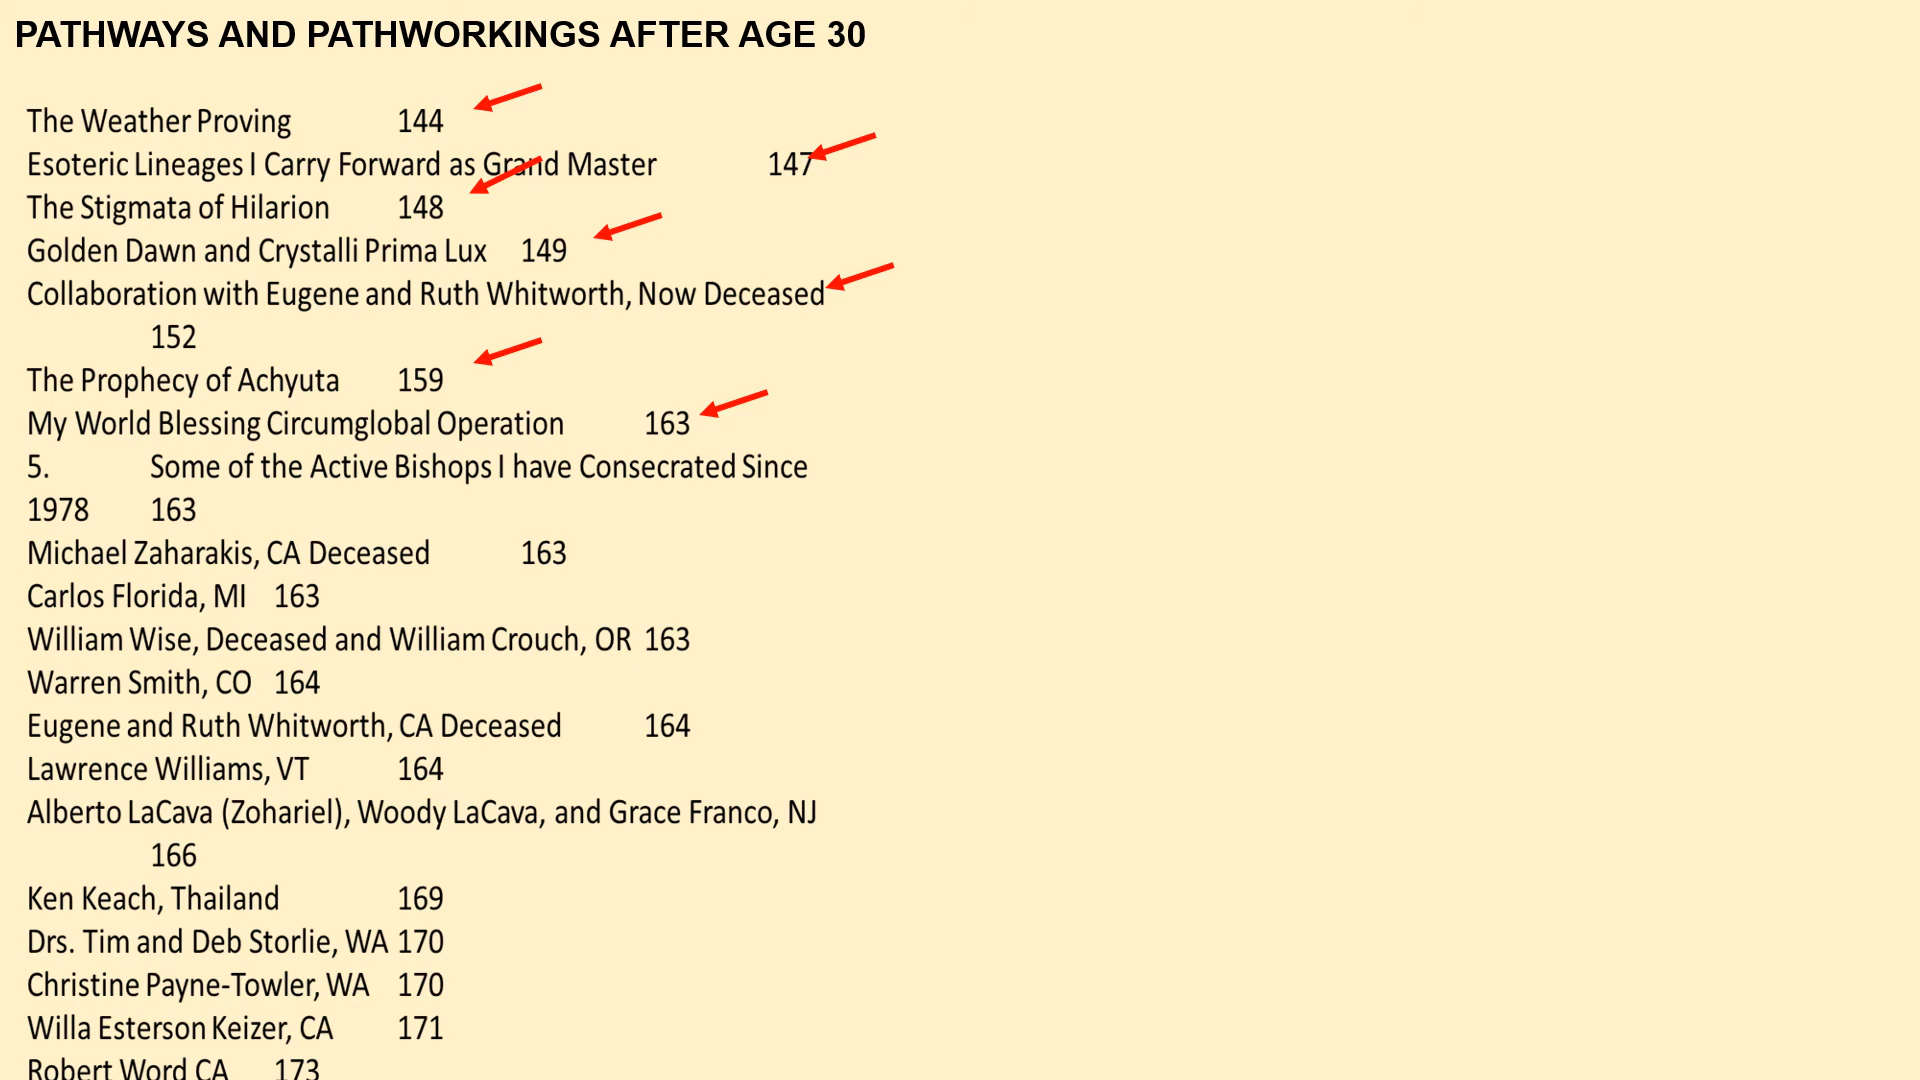 PATHWAYS AND PATHWORKINGS AFTER AGE 30
The Weather Proving 144
Esoteric Lineages I Carry Forward as Grand Master 147
The Stigmata of Hilarion 148
Golden Dawn and Crystalli Prima Lux 149
Collaboration with Eugene and Ruth Whitworth, Now Deceased
152
The Prophecy of Achyuta 159
My World Blessing Circumglobal Operation 163
5. Some of the Active Bishops I have Consecrated Since
1978 163
Michael Zaharakis, CA Deceased 163
Carlos Florida, MI 163
William Wise, Deceased and William Crouch, OR 163
Warren Smith, CO 164
Eugene and Ruth Whitworth, CA Deceased 164
Lawrence Williams, VT 164
Alberto LaCava (Zohariel), Woody LaCava, and Grace Franco, NJ
166
Ken Keach, Thailand 169
Drs. Tim and Deb Storlie, WA 170
Christine Payne-Towler, WA 170
Willa Esterson Keizer, CA 171
Robert Word CA 173